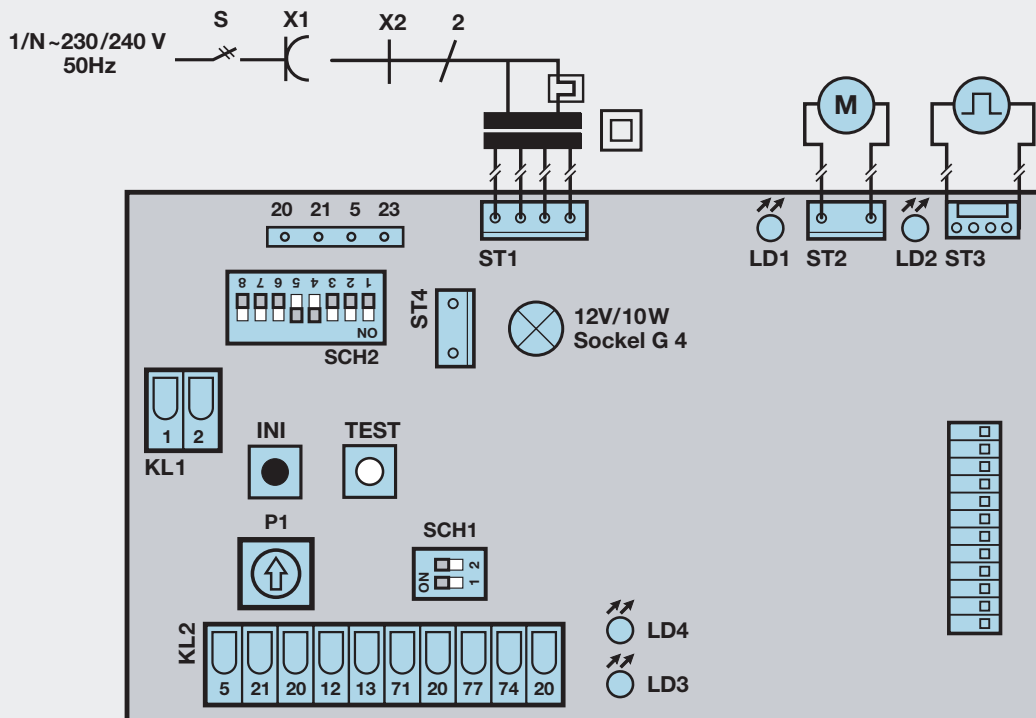 S X1 X2 2
1/N ~230/240 V
50Hz
M
20 21 5 23
ST1 LD1 ST2 LD2 ST3
8 7 6 5 4 3 2 1
ON
SCH2
ST4
12V/10W
Sockel G 4
1 2
KL1
INI TEST
P1
SCH1
ON 1 2
KL2
5 21 20 12 13 71 20 77 74 20
LD4
LD3